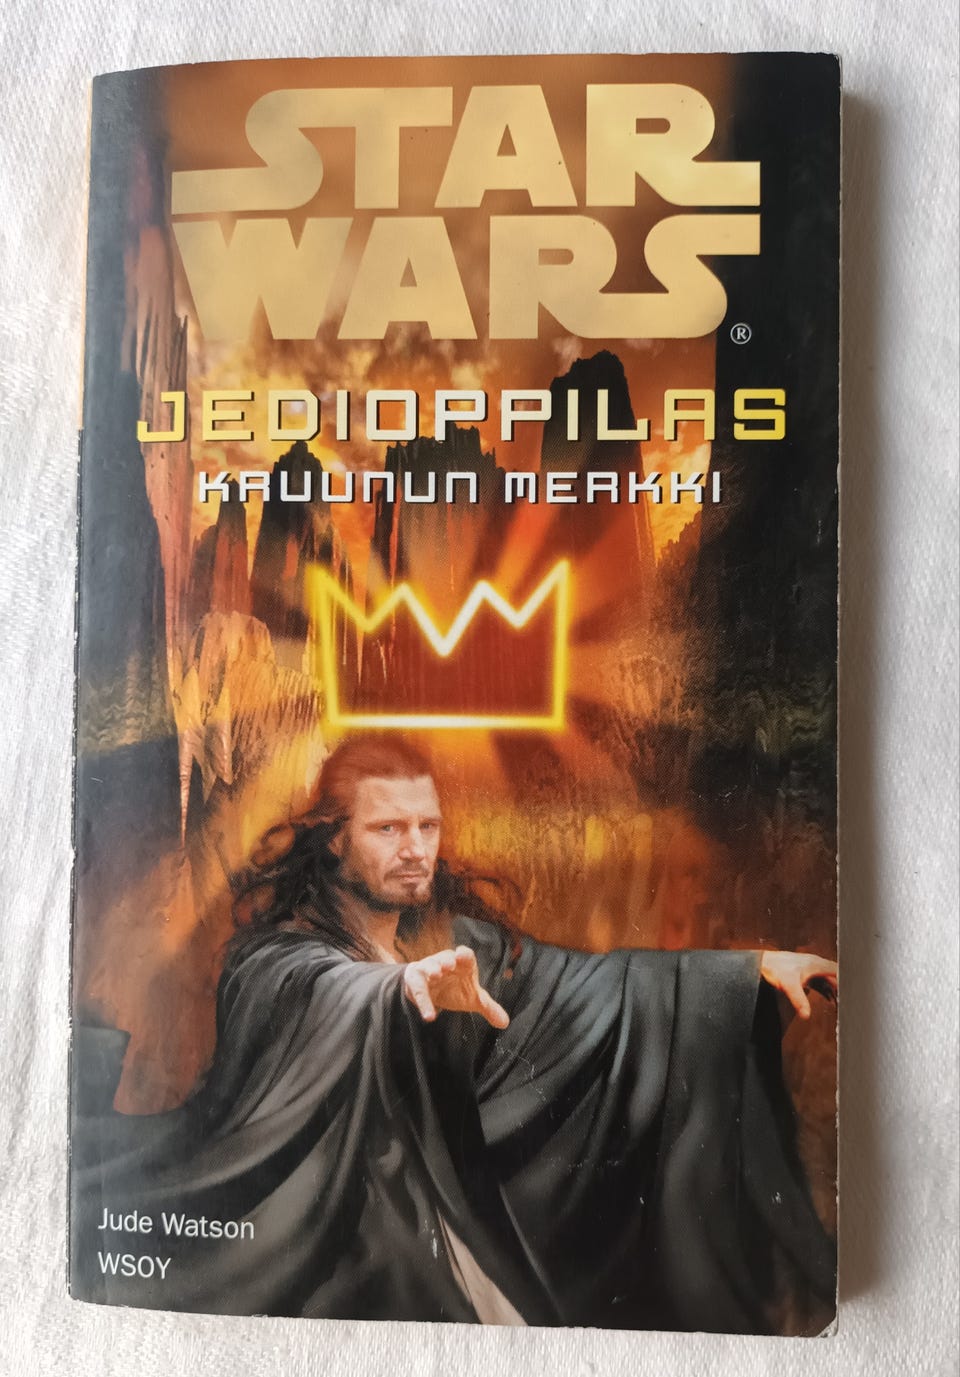 STAR
WARS
®
JEDIOPPILAS
KRUUNUN MERKKI
Jude Watson
WSOY